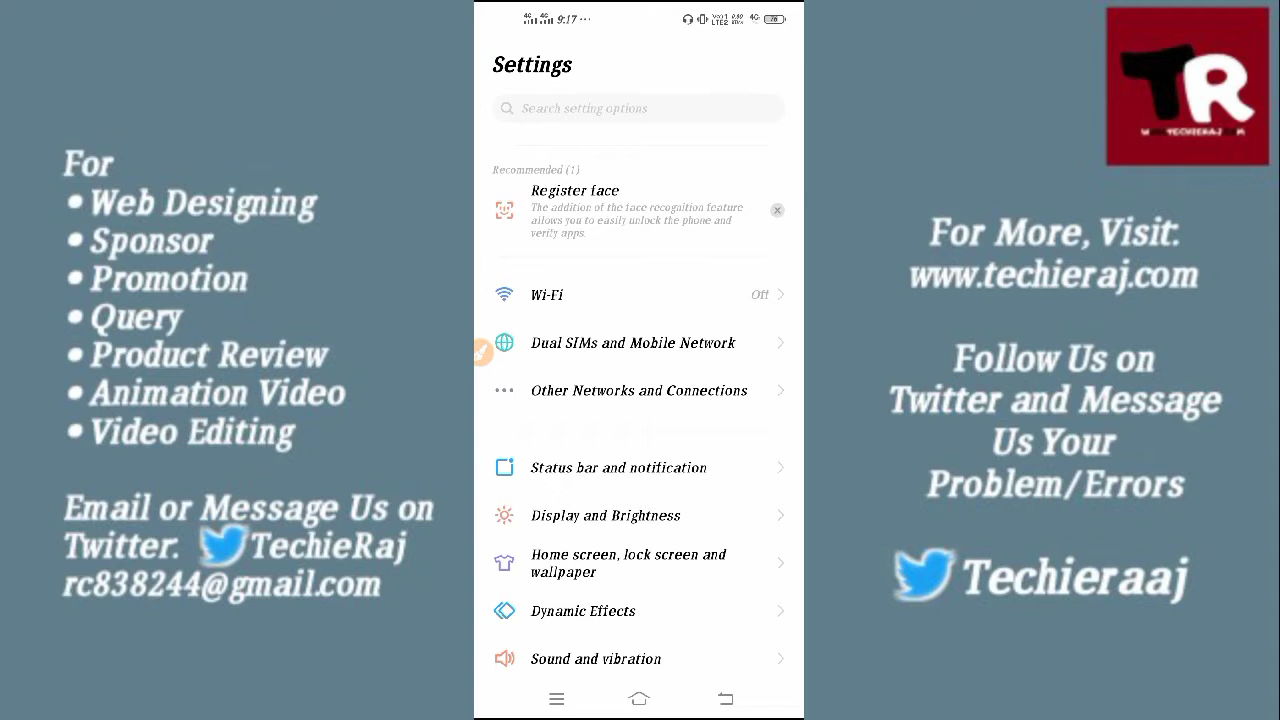 For
• Web Designing
• Sponsor
• Promotion
• Query
• Product Review
• Animation Video
• Video Editing
Email or Message Us on
Twitter. TechieRaj
rc838244@gmail.com
4G 4G 9:17 ···
4G 78
Settings
Search setting options
Recommended (1)
Register face
The addition of the face recognition feature
allows you to easily unlock the phone and
verify apps.
Wi-Fi Off
Dual SIMs and Mobile Network
Other Networks and Connections
Status bar and notification
Display and Brightness
Home screen, lock screen and
wallpaper
Dynamic Effects
Sound and vibration
TR
For More, Visit:
www.techieraj.com
Follow Us on
Twitter and Message
Us Your
Problem/Errors
Techieraaj